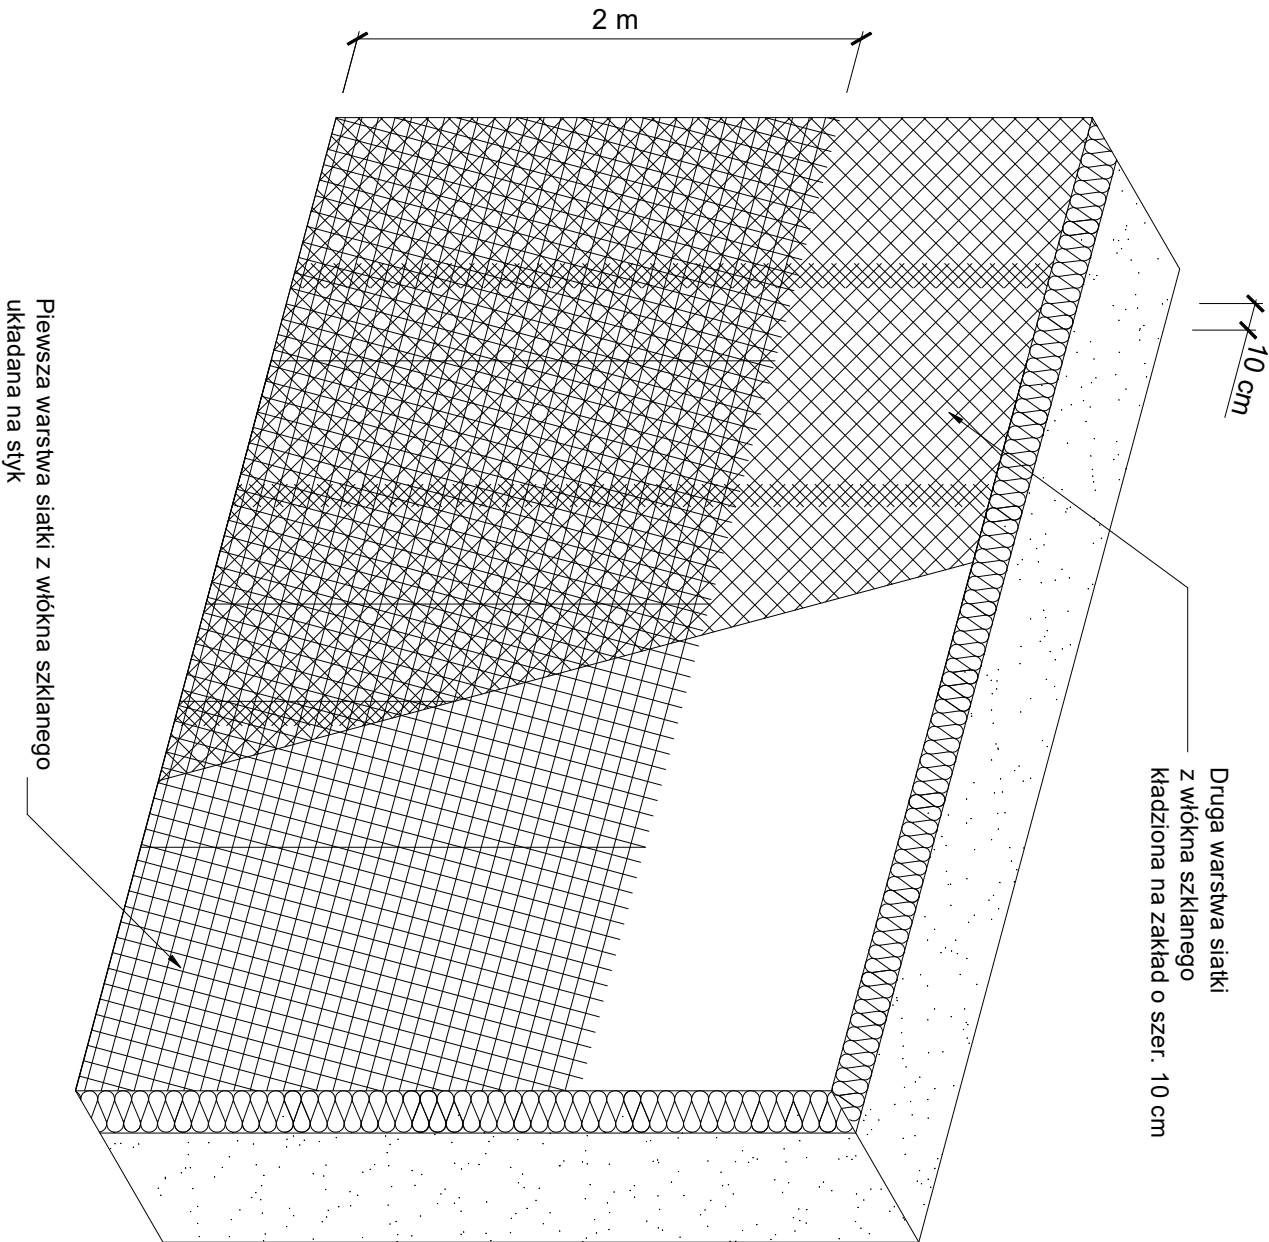 2 m
10 cm
Druga warstwa siatki
z włókna szklanego
kładziona na zakład o szer. 10 cm
Piewsza warstwa siatki z włókna szklanego
układana na styk